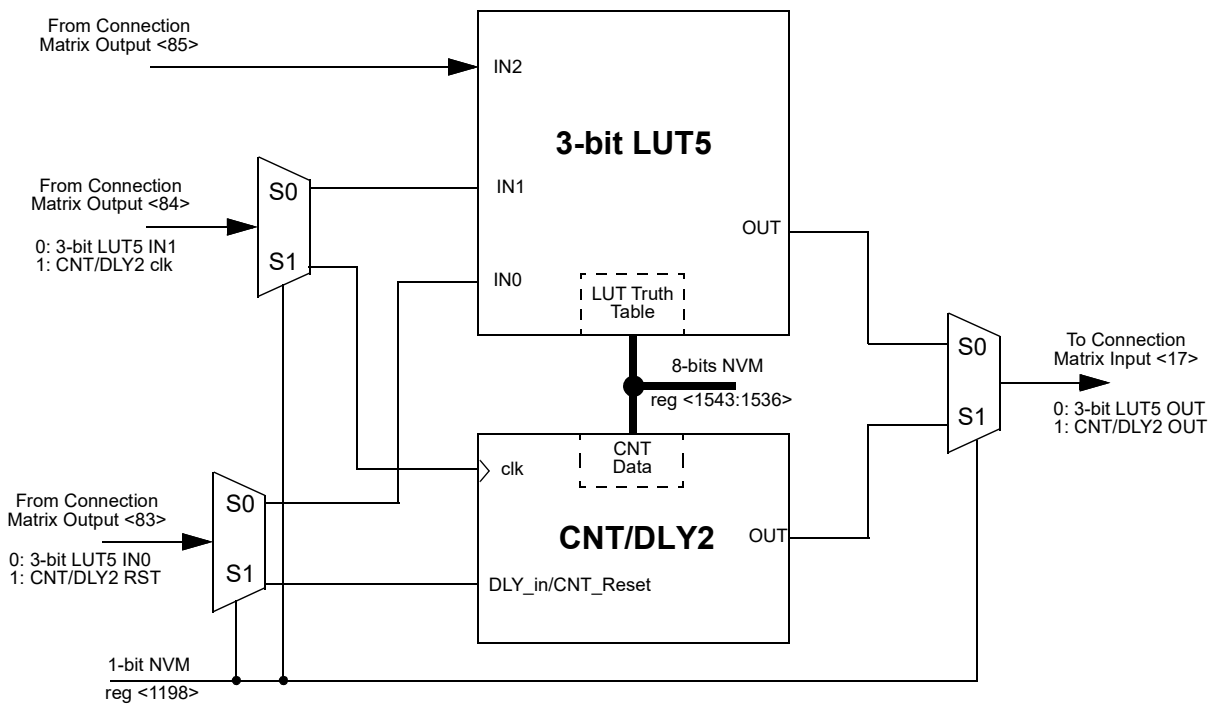 From Connection
Matrix Output <85>
IN2
3-bit LUT5
From Connection
Matrix Output <84>
S0
IN1
0: 3-bit LUT5 IN1
1: CNT/DLY2 clk
S1
OUT
IN0
LUT Truth
Table
8-bits NVM
reg <1543:1536>
S0
To Connection
Matrix Input <17>
S1
0: 3-bit LUT5 OUT
1: CNT/DLY2 OUT
CNT
Data
clk
From Connection
Matrix Output <83>
S0
CNT/DLY2
OUT
0: 3-bit LUT5 IN0
1: CNT/DLY2 RST
S1
DLY_in/CNT_Reset
1-bit NVM
reg <1198>